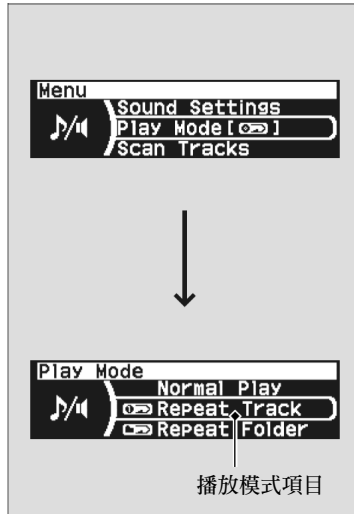 Menu
Sound Settings
Play Mode[ ]
Scan Tracks
Play Mode
Normal Play
Repeat Track
Repeat Folder
播放模式項目